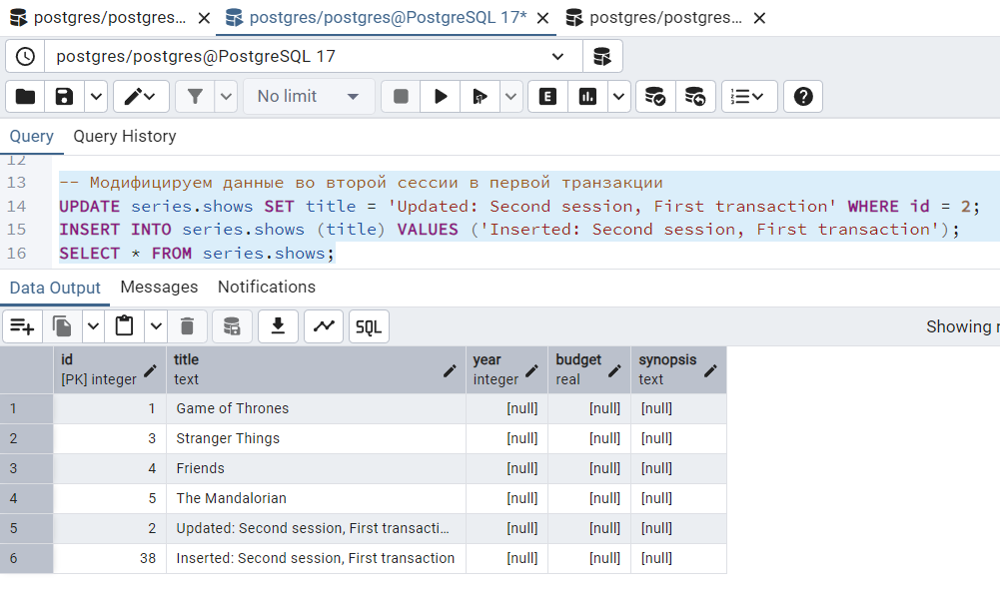 postgres/postgres... postgres/postgres@PostgreSQL 17* postgres/postgres...
postgres/postgres@PostgreSQL 17
No limit E SQL
Query Query History
12
13 -- Модифицируем данные во второй сессии в первой транзакции
14 UPDATE series.shows SET title = 'Updated: Second session, First transaction' WHERE id = 2;
15 INSERT INTO series.shows (title) VALUES ('Inserted: Second session, First transaction');
16 SELECT * FROM series.shows;
Data Output Messages Notifications
SQL Showing
id title year budget synopsis
[PK] integer text integer real text
1 1 Game of Thrones [null] [null] [null]
2 3 Stranger Things [null] [null] [null]
3 4 Friends [null] [null] [null]
4 5 The Mandalorian [null] [null] [null]
5 2 Updated: Second session, First transacti... [null] [null] [null]
6 38 Inserted: Second session, First transaction [null] [null] [null]